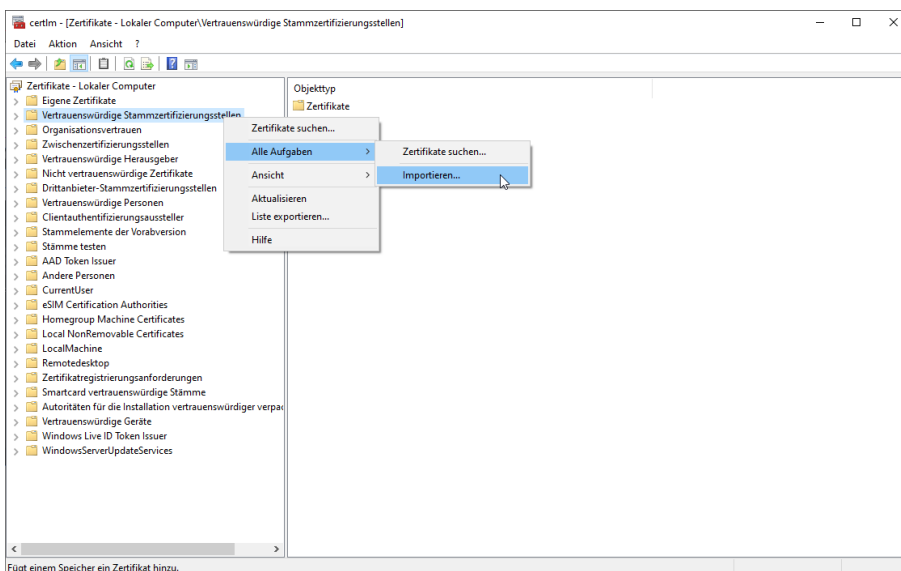 certlm - [Zertifikate - Lokaler Computer\Vertrauenswürdige Stammzertifizierungsstellen]
Datei Aktion Ansicht ?
Zertifikate - Lokaler Computer
Eigene Zertifikate
Vertrauenswürdige Stammzertifizierungsstellen
Organisationsvertrauen
Zwischenzertifizierungsstellen
Vertrauenswürdige Herausgeber
Nicht vertrauenswürdige Zertifikate
Drittanbieter-Stammzertifizierungsstellen
Vertrauenswürdige Personen
Clientauthentifizierungsaussteller
Stammelemente der Vorabversion
Stämme testen
AAD Token Issuer
Andere Personen
CurrentUser
eSIM Certification Authorities
Homegroup Machine Certificates
Local NonRemovable Certificates
LocalMachine
Remotedesktop
Zertifikatregistrierungsanforderungen
Smartcard vertrauenswürdige Stämme
Autoritäten für die Installation vertrauenswürdiger verpa
Vertrauenswürdige Geräte
Windows Live ID Token Issuer
WindowsServerUpdateServices
Objekttyp
Zertifikate
Zertifikate suchen...
Alle Aufgaben
Ansicht
Aktualisieren
Liste exportieren...
Hilfe
Zertifikate suchen...
Importieren...
Fügt einem Speicher ein Zertifikat hinzu.